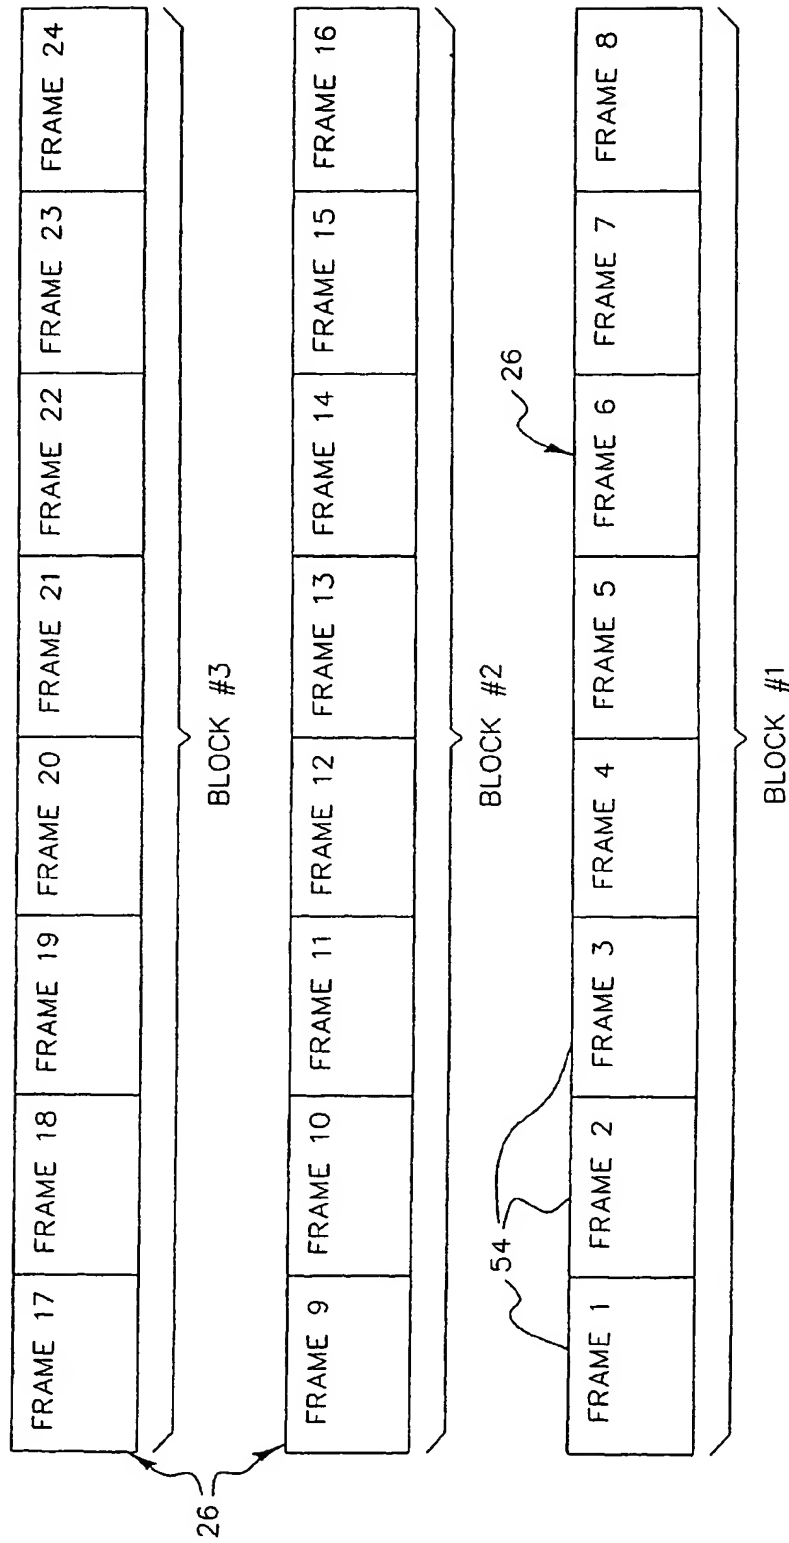 FRAME 17
FRAME 18
FRAME 19
FRAME 20
FRAME 21
FRAME 22
FRAME 23
FRAME 24
BLOCK #3
26
FRAME 9
FRAME 10
FRAME 11
FRAME 12
FRAME 13
FRAME 14
FRAME 15
FRAME 16
BLOCK #2
54
26
FRAME 1
FRAME 2
FRAME 3
FRAME 4
FRAME 5
FRAME 6
FRAME 7
FRAME 8
BLOCK #1